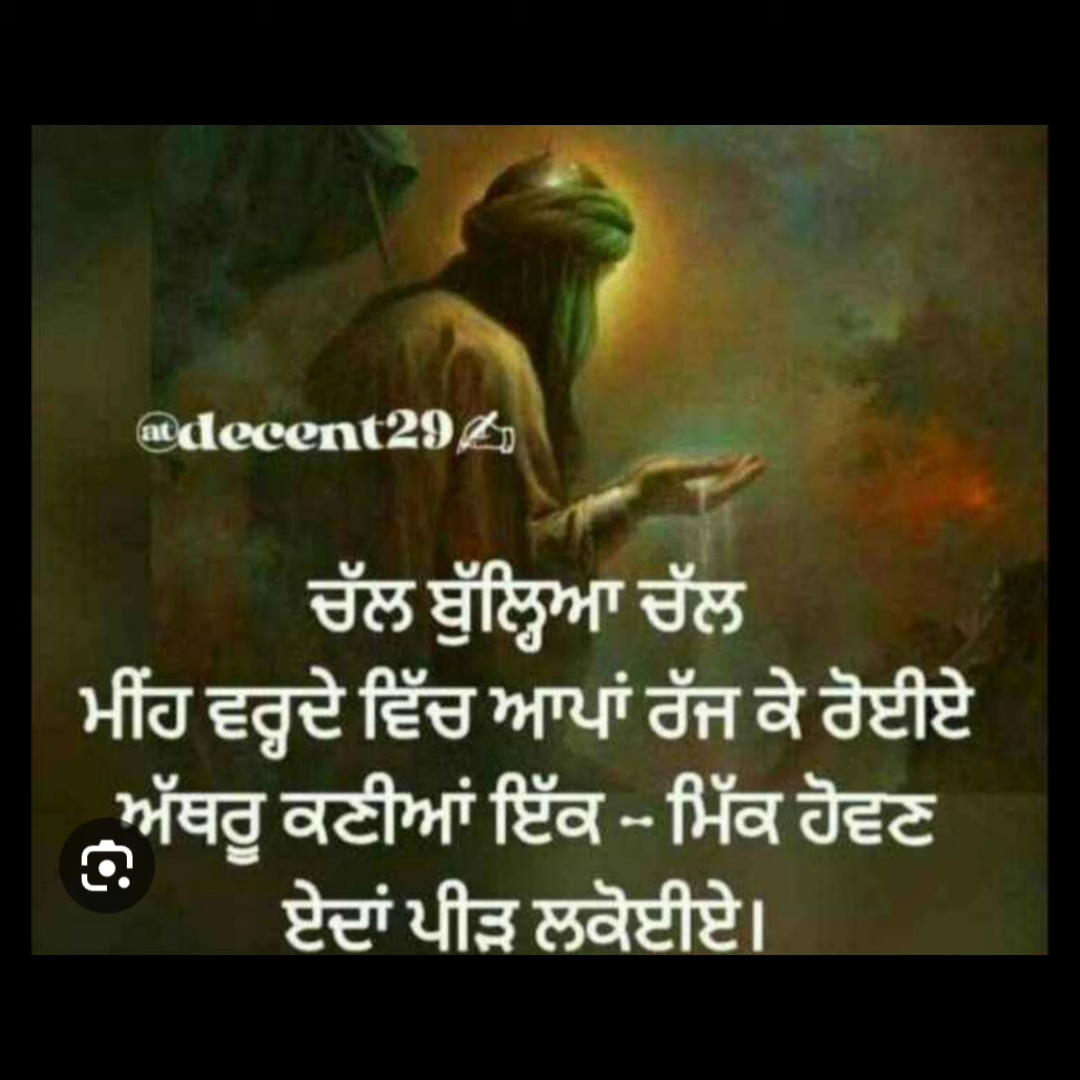 @decent29✍
ਚੱਲ ਬੁੱਲ੍ਹਿਆ ਚੱਲ
ਮੀਂਹ ਵਰ੍ਹਦੇ ਵਿੱਚ ਆਪਾਂ ਰੱਜ ਕੇ ਰੋਈਏ
ਅੱਥਰੂ ਕਣੀਆਂ ਇੱਕ - ਮਿੱਕ ਹੋਵਣ
ਏਦਾਂ ਪੀੜ ਲਕੋਈਏ।